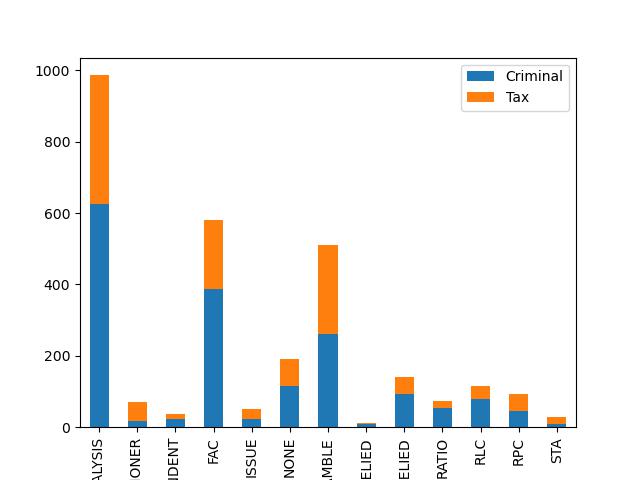 Criminal
Tax
1000
800
600
400
200
0
ALYSIS
ONER
NDENT
FAC
ISSUE
NONE
MBLE
ELIED
ELIED
RATIO
RLC
RPC
STA